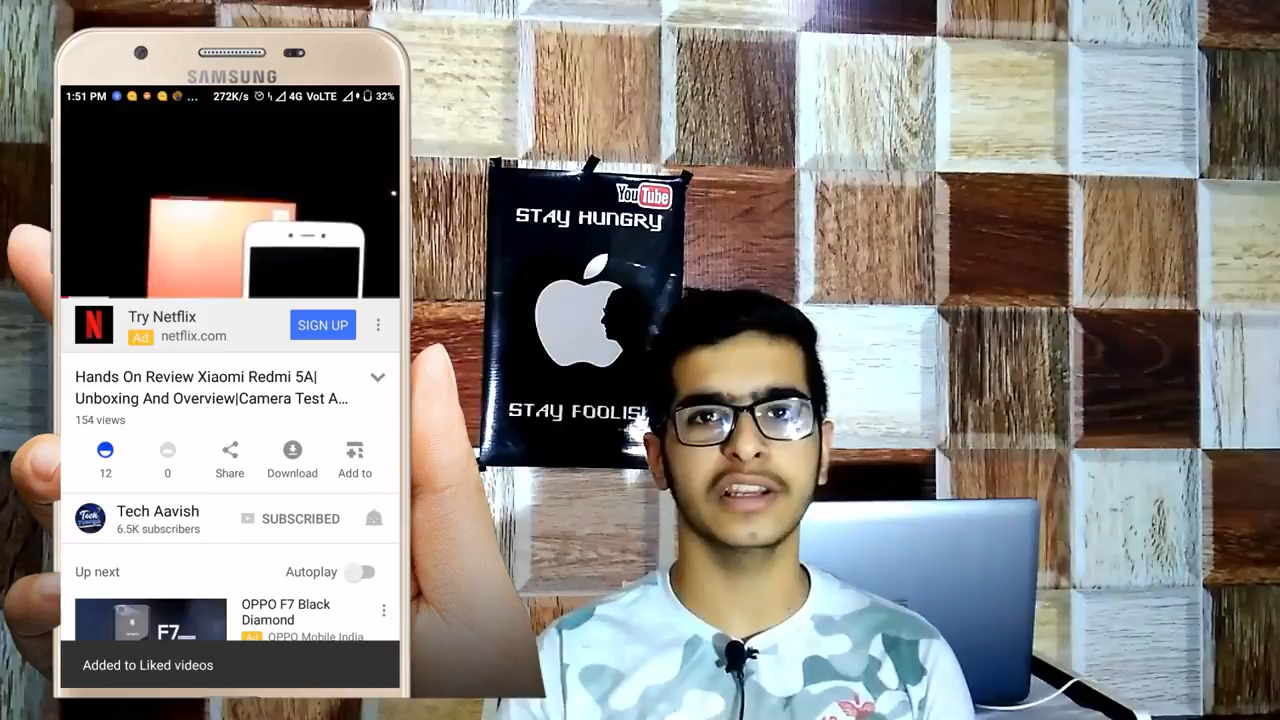 SAMSUNG
1:51 PM ... 272K/s 4G VoLTE 32%
Try Netflix
Ad netflix.com
SIGN UP
Hands On Review Xiaomi Redmi 5A|
Unboxing And Overview|Camera Test A...
154 views
12 0 Share Download Add to
Tech Aavish
6.5K subscribers
SUBSCRIBED
Up next Autoplay
OPPO F7 Black
Diamond
Ad OPPO Mobile India
F7
Added to Liked videos
YouTube
STAY HUNGRY
STAY FOOLIS